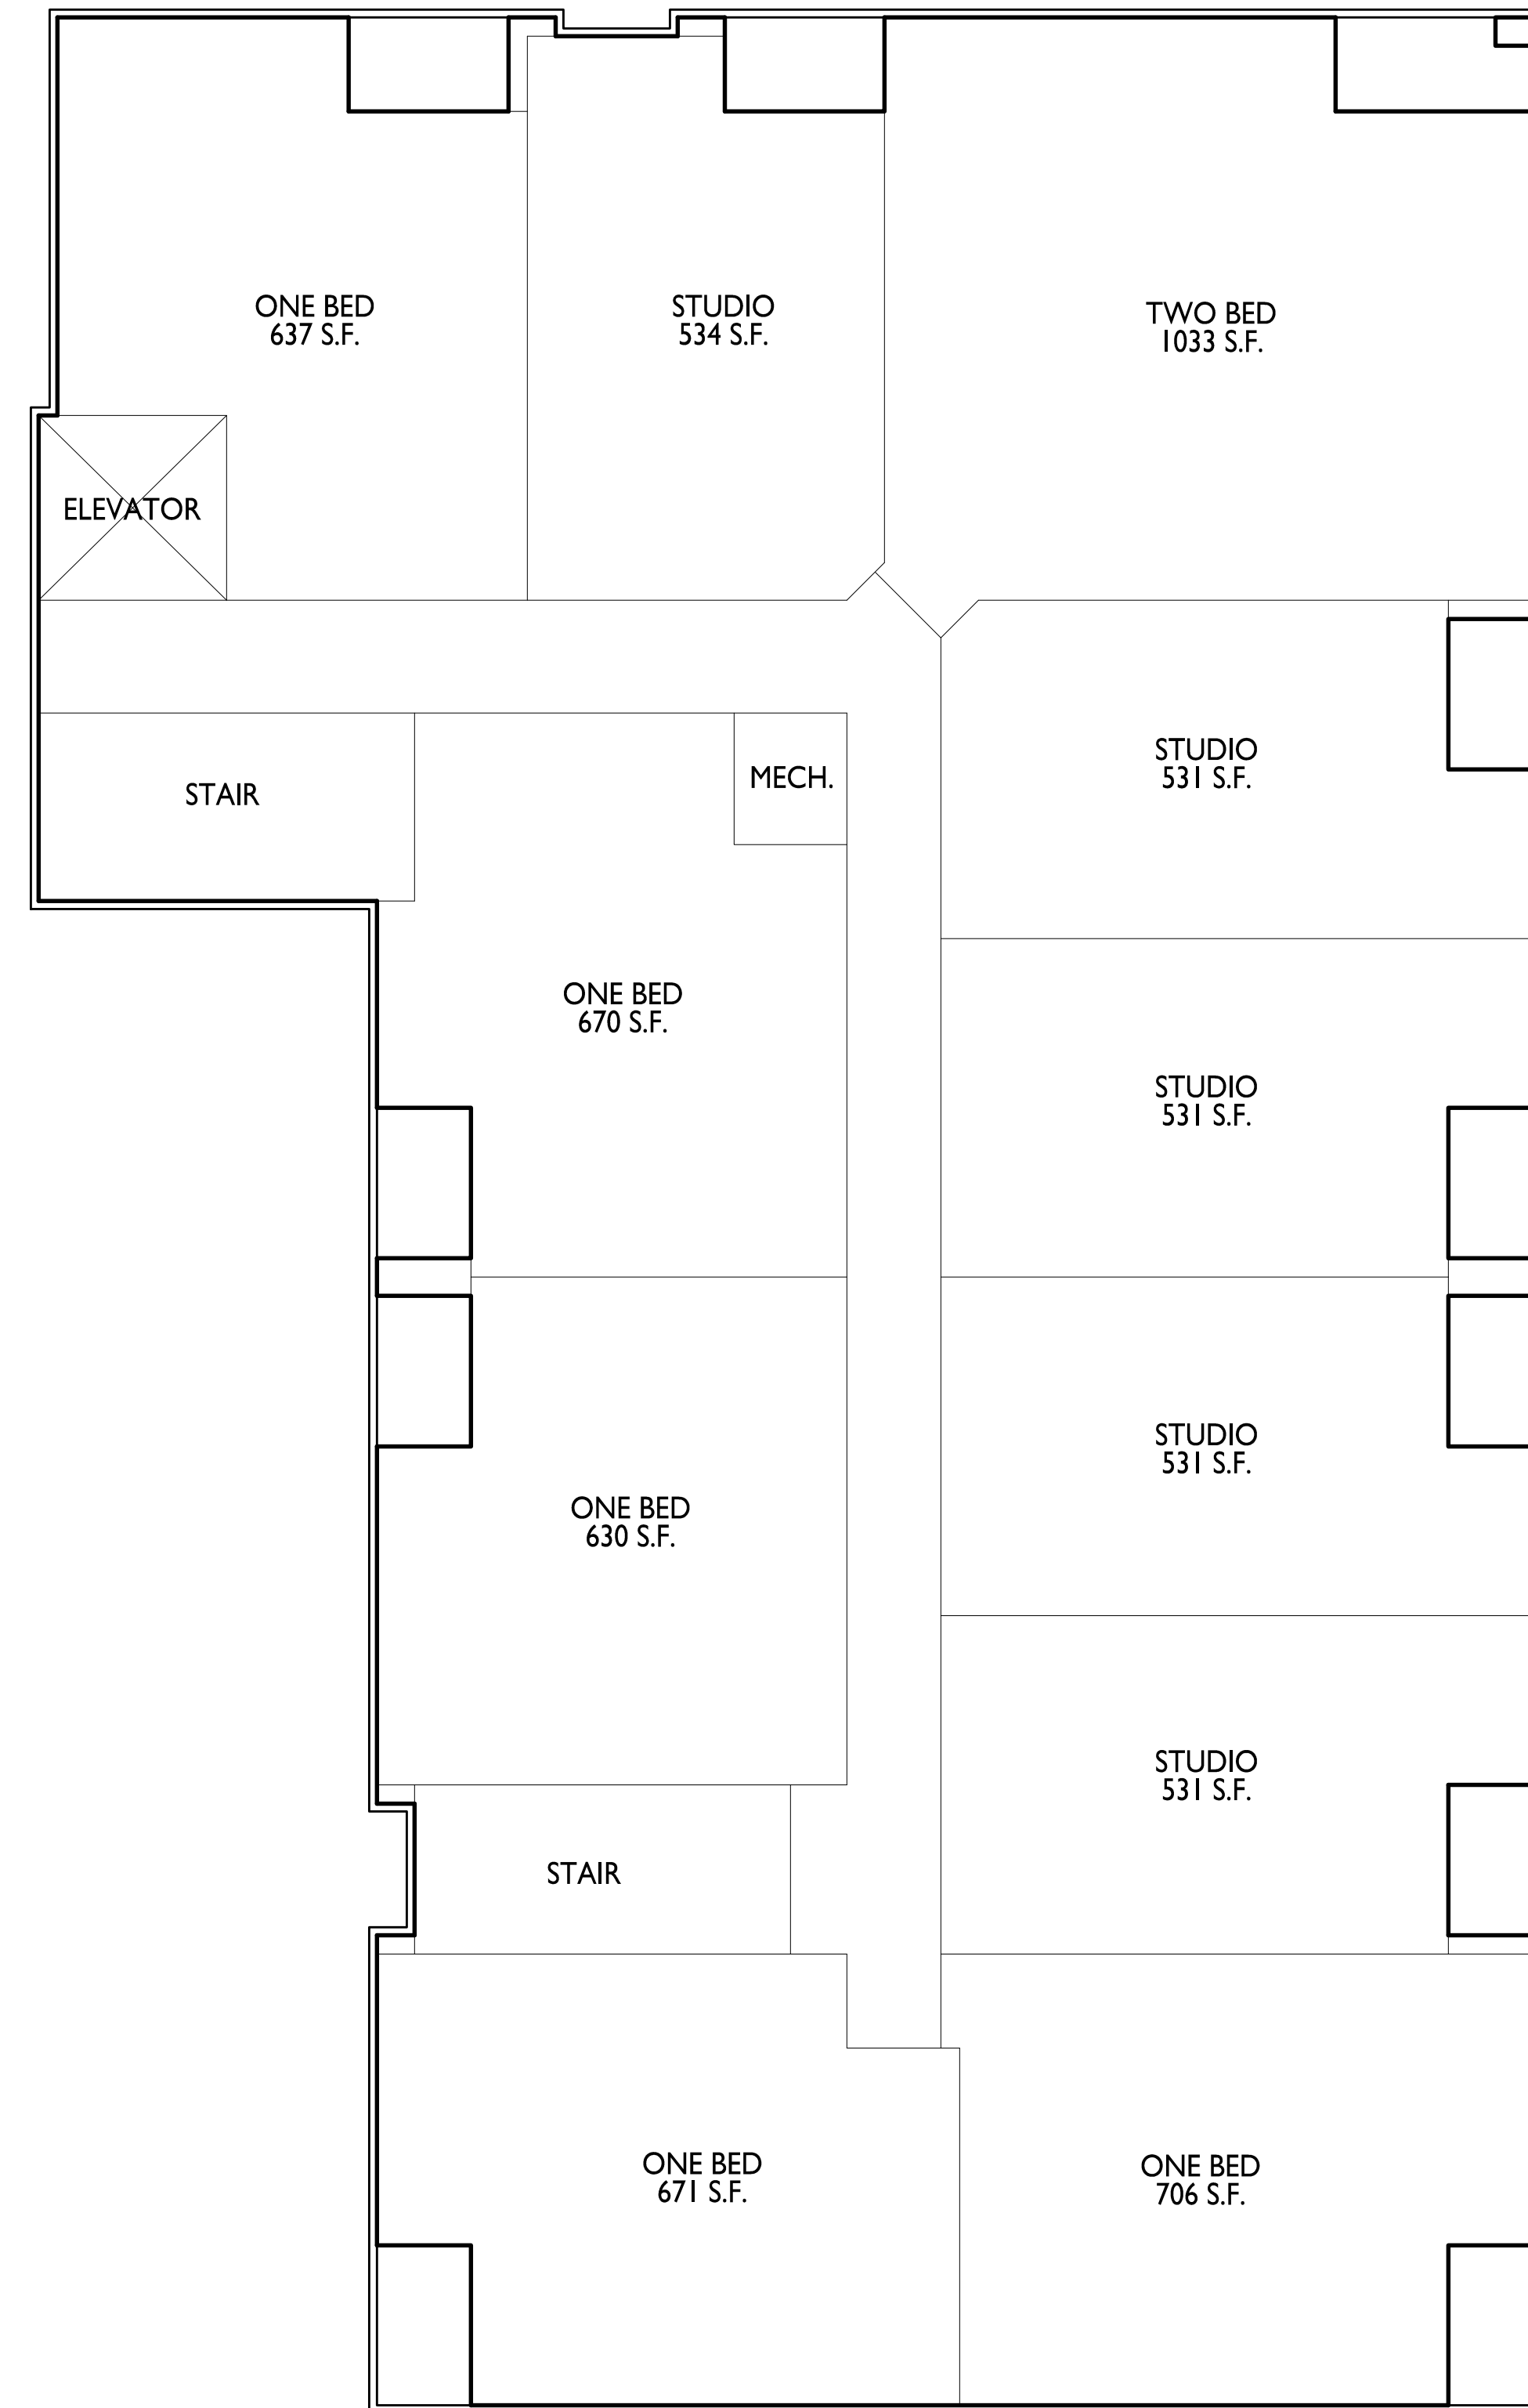 ONE BED
637 S.F.
STUDIO
534 S.F.
TWO BED
1033 S.F.
ELEVATOR
STUDIO
531 S.F.
MECH.
STAIR
ONE BED
670 S.F.
STUDIO
531 S.F.
STUDIO
531 S.F.
ONE BED
630 S.F.
STUDIO
531 S.F.
STAIR
ONE BED
671 S.F.
ONE BED
706 S.F.